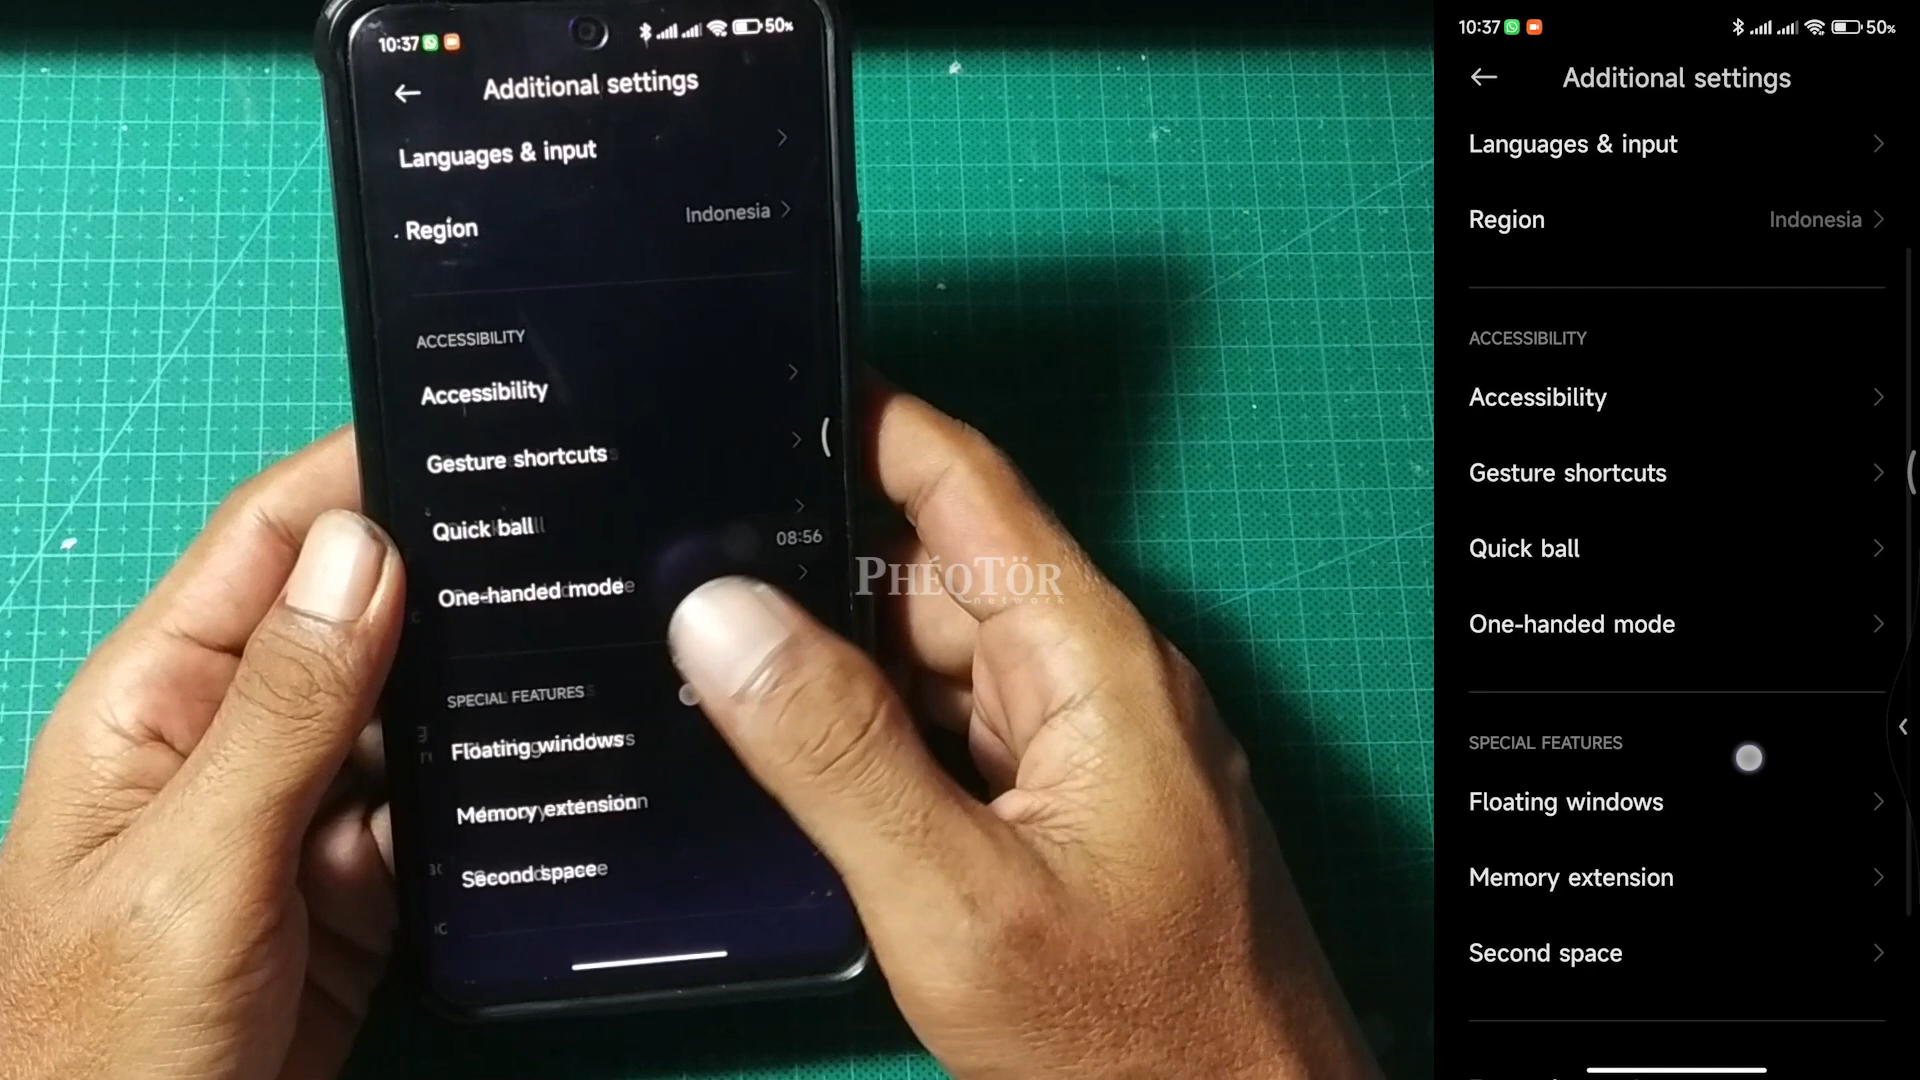 10:37 50%
Additional settings
Languages & input
Region Indonesia
ACCESSIBILITY
Accessibility
Gesture shortcuts
Quick ball
08:56
One-handed mode
SPECIAL FEATURES
Floating windows
Memory extension
Second space
PHÉQTÖR
network
10:37 50%
Additional settings
Languages & input
Region Indonesia
ACCESSIBILITY
Accessibility
Gesture shortcuts
Quick ball
One-handed mode
SPECIAL FEATURES
Floating windows
Memory extension
Second space